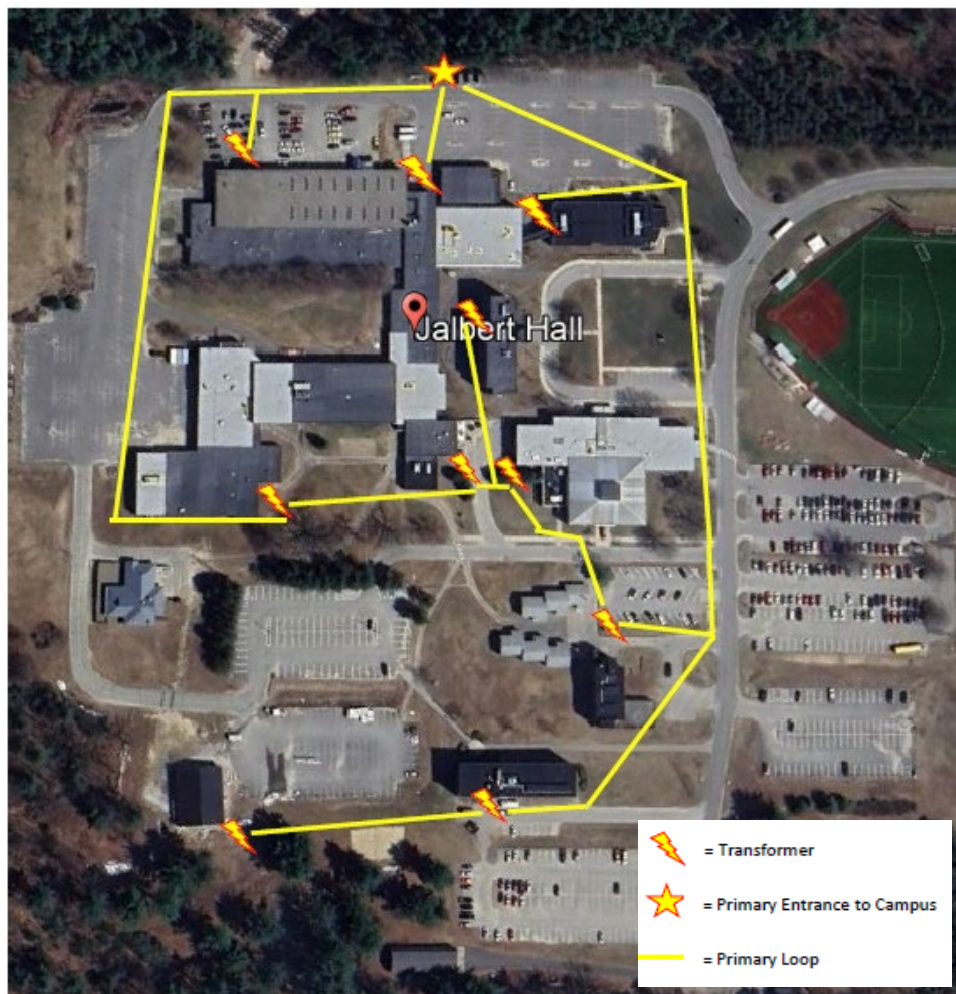 Jalbert Hall
= Transformer
= Primary Entrance to Campus
= Primary Loop